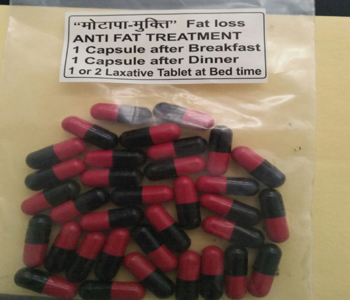 “मोटापा-मुक्ति” Fat loss
ANTI FAT TREATMENT
1 Capsule after Breakfast
1 Capsule after Dinner
1 or 2 Laxative Tablet at Bed time